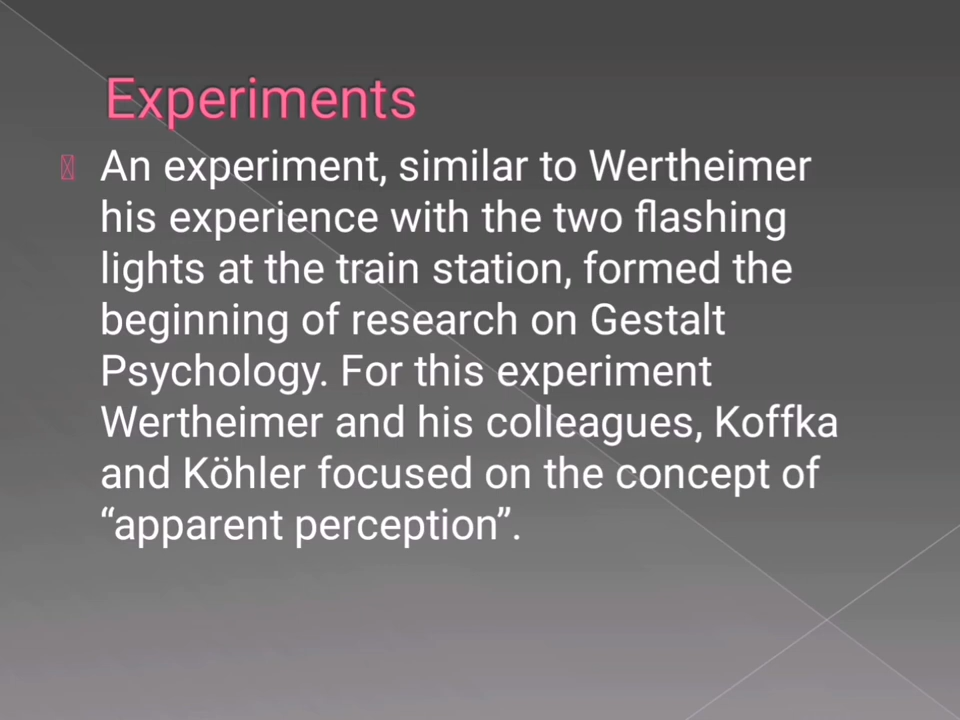 Experiments
An experiment, similar to Wertheimer
his experience with the two flashing
lights at the train station, formed the
beginning of research on Gestalt
Psychology. For this experiment
Wertheimer and his colleagues, Koffka
and Köhler focused on the concept of
“apparent perception”.